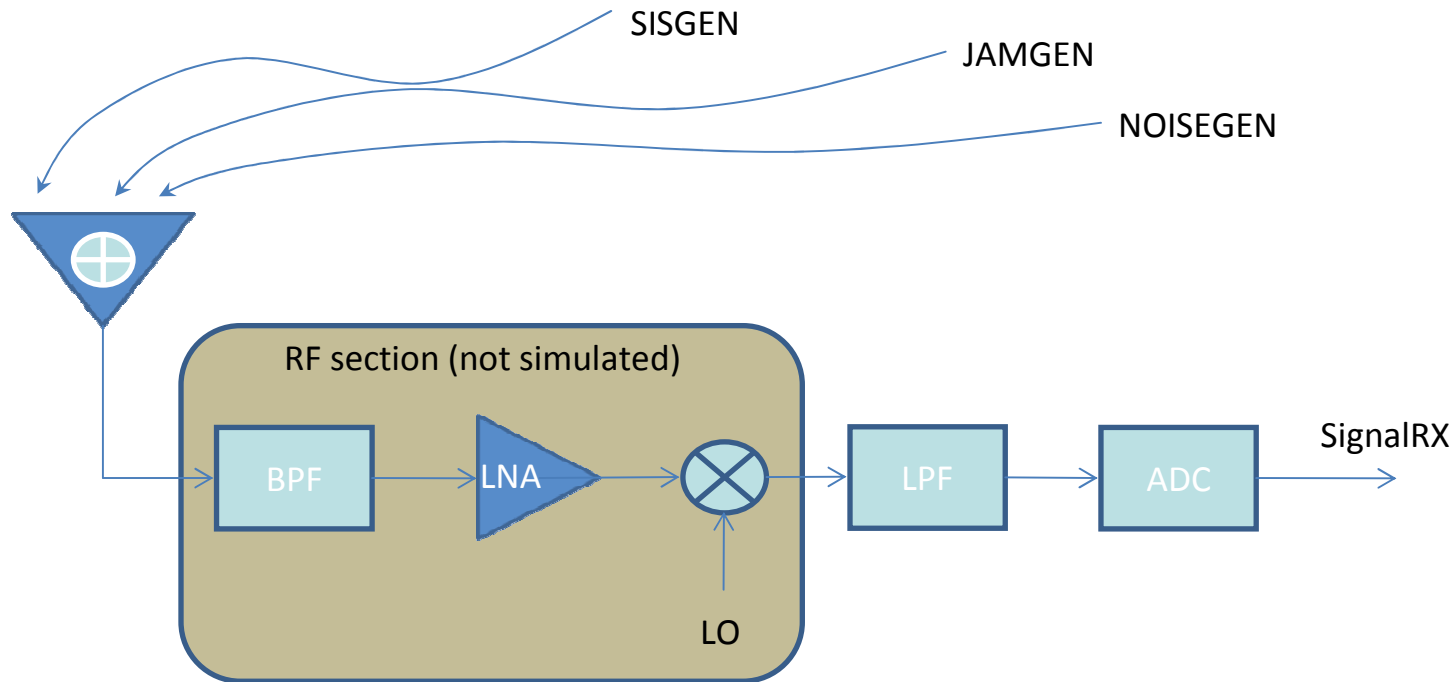 SISGEN
JAMGEN
NOISEGEN
RF section (not simulated)
SignalRX
BPF
LNA
LPF
ADC
LO